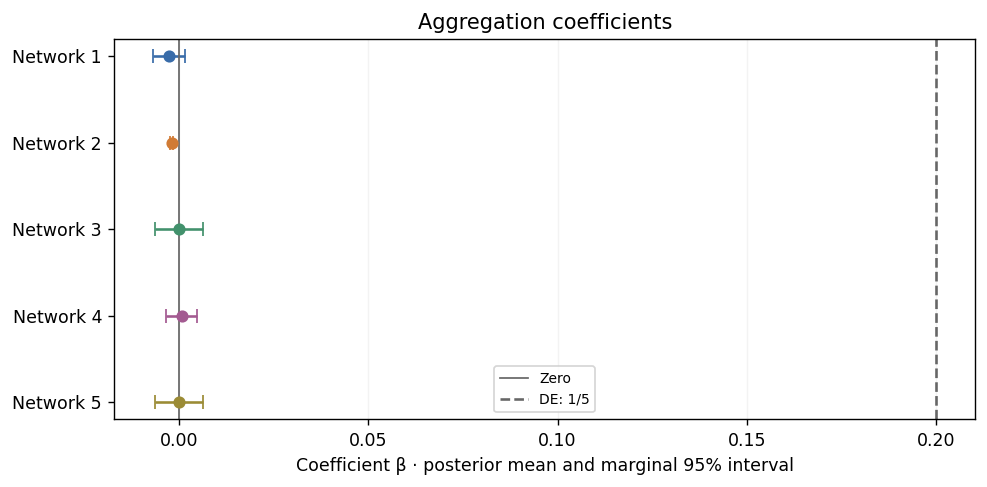 Aggregation coefficients
Network 1
Network 2
Network 3
Network 4
Network 5
Zero
DE: 1/5
0.00 0.05 0.10 0.15 0.20
Coefficient β · posterior mean and marginal 95% interval